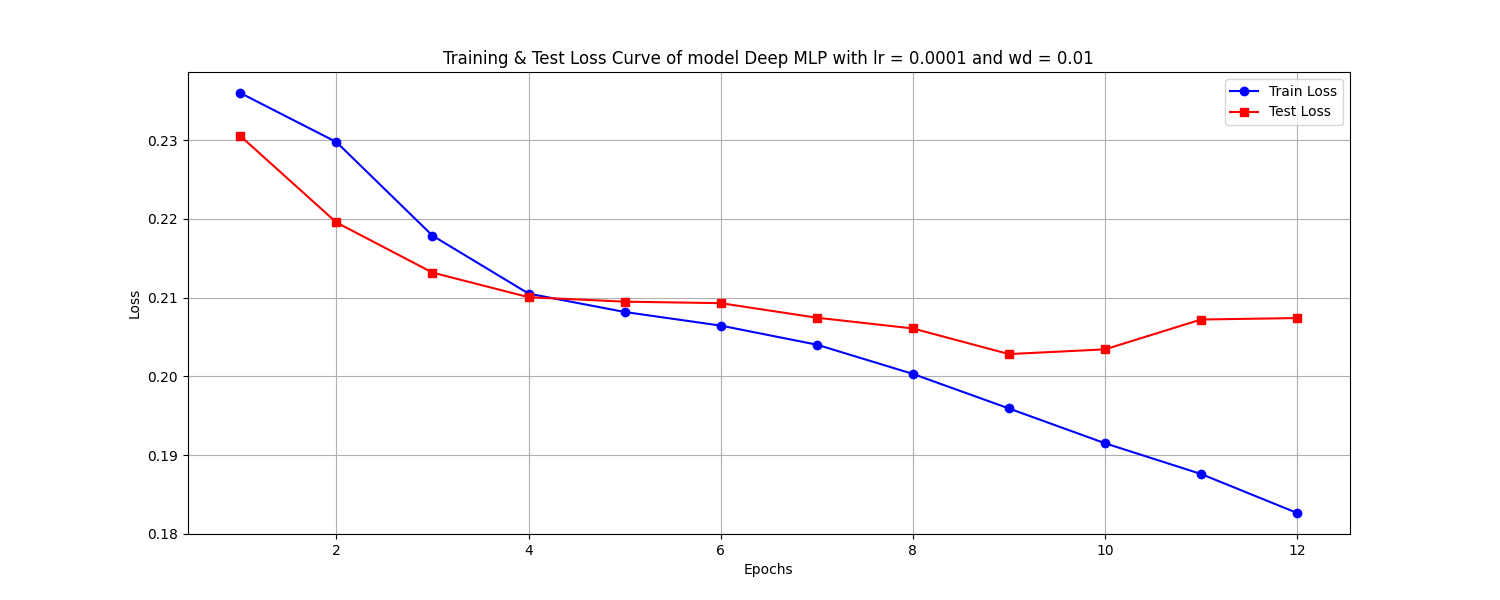 Training & Test Loss Curve of model Deep MLP with lr = 0.0001 and wd = 0.01
Train Loss
Test Loss
0.23
0.22
0.21
0.20
0.19
0.18
Loss
2 4 6 8 10 12
Epochs